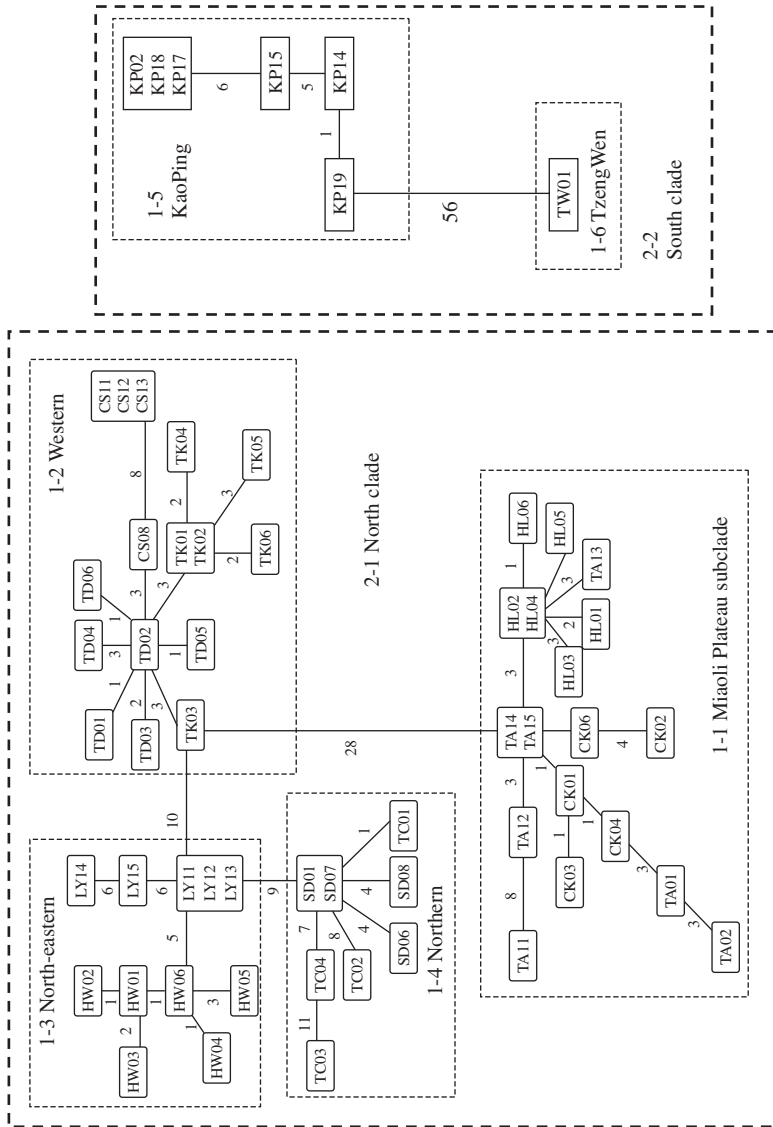 1-3 North-eastern
HW02
1
HW01
2
HW03
1
HW06
1
HW04
3
HW05
5
LY14
6
LY15
6
LY11
LY12
LY13
10
9
1-4 Northern
SD01
SD07
7
TC04
11
TC03
8
TC02
4
SD06
4
SD08
1
TC01
1-2 Western
TD01
1
TD04
3
TD06
1
TD03
2
TD02
3
TK03
1
TD05
3
CS08
8
CS11
CS12
CS13
3
TK01
TK02
2
TK04
3
TK05
2
TK06
28
2-1 North clade
1-1 Miaoli Plateau subclade
TA11
8
TA12
3
TA14
TA15
3
HL02
HL04
1
HL06
HL05
3
TA13
2
HL01
3
HL03
1
CK01
1
CK03
1
CK04
3
TA01
3
TA02
CK06
4
CK02
1-5
KaoPing
KP02
KP18
KP17
6
KP15
5
KP14
1
KP19
56
TW01
1-6 TzengWen
2-2
South clade